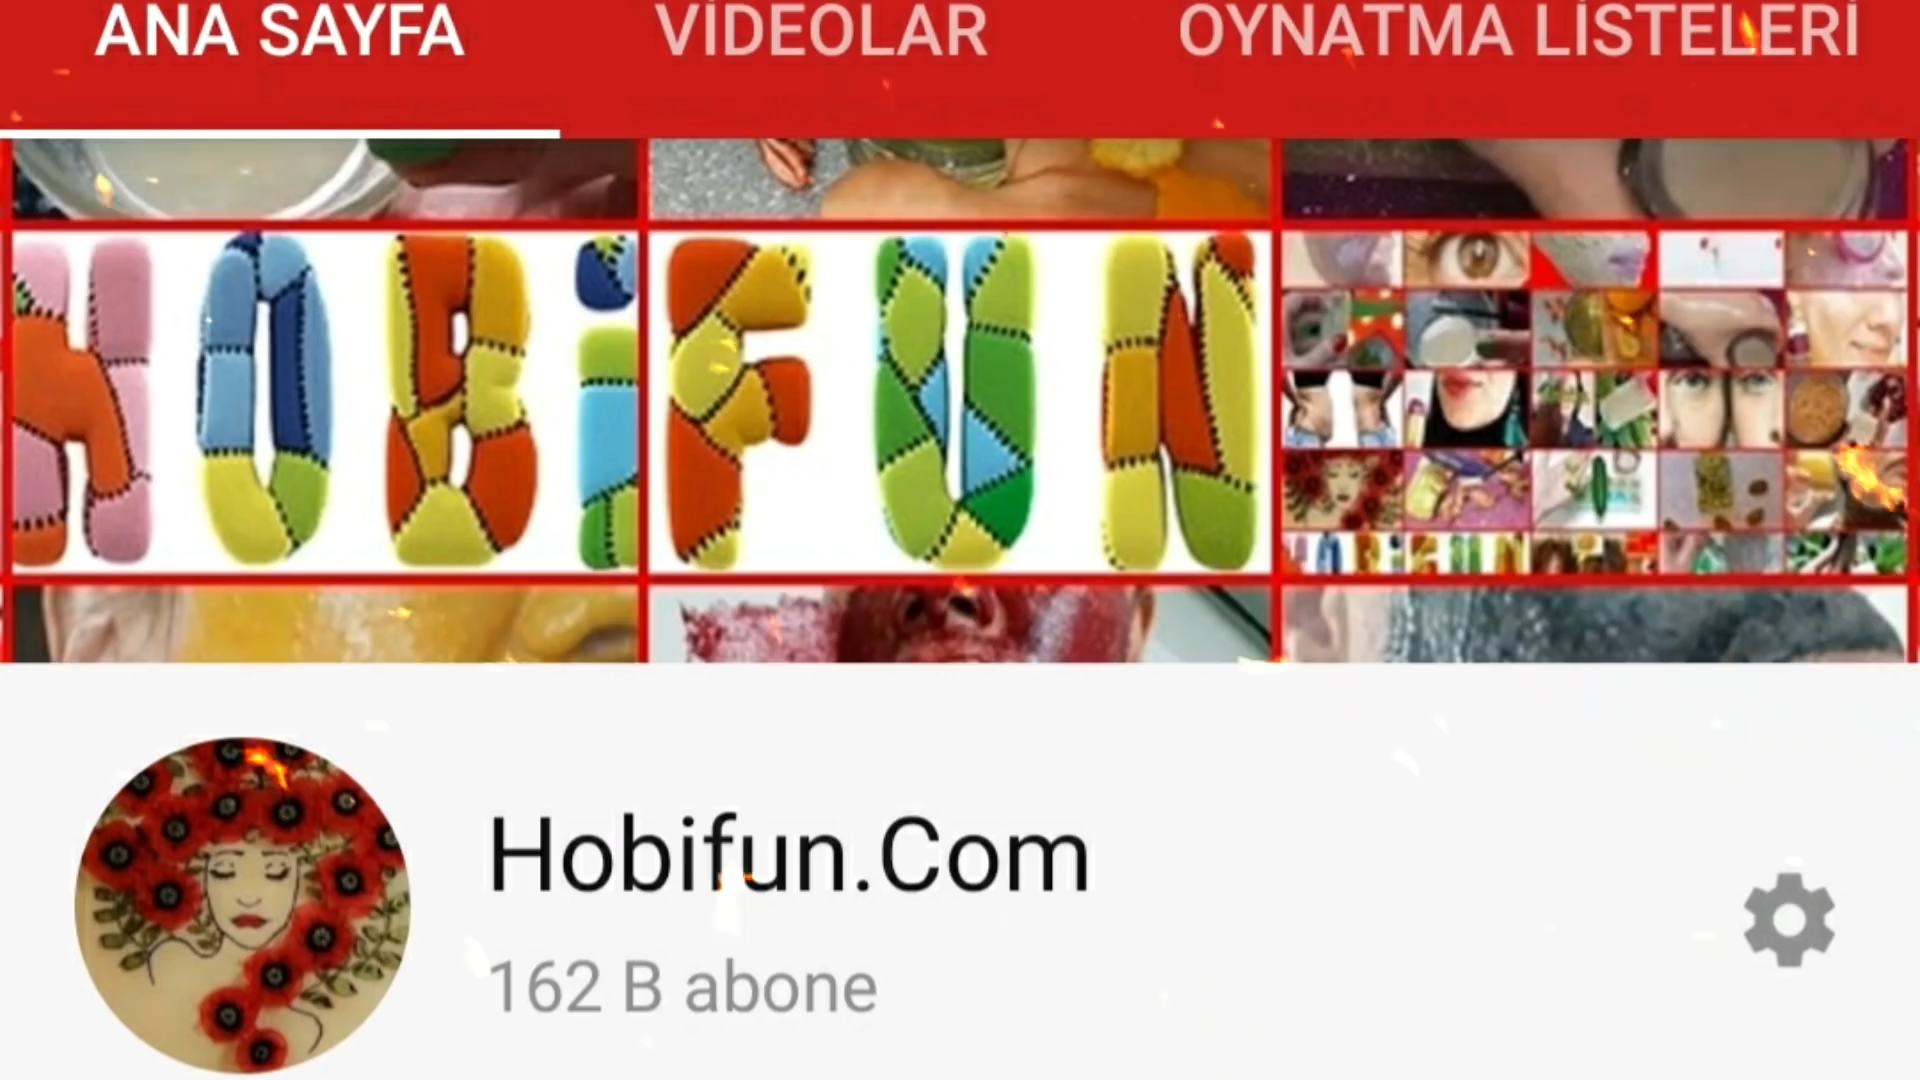 ANA SAYFA
VİDEOLAR
OYNATMA LİSTELERİ
HOBi
FUN
Hobifun.Com
162 B abone